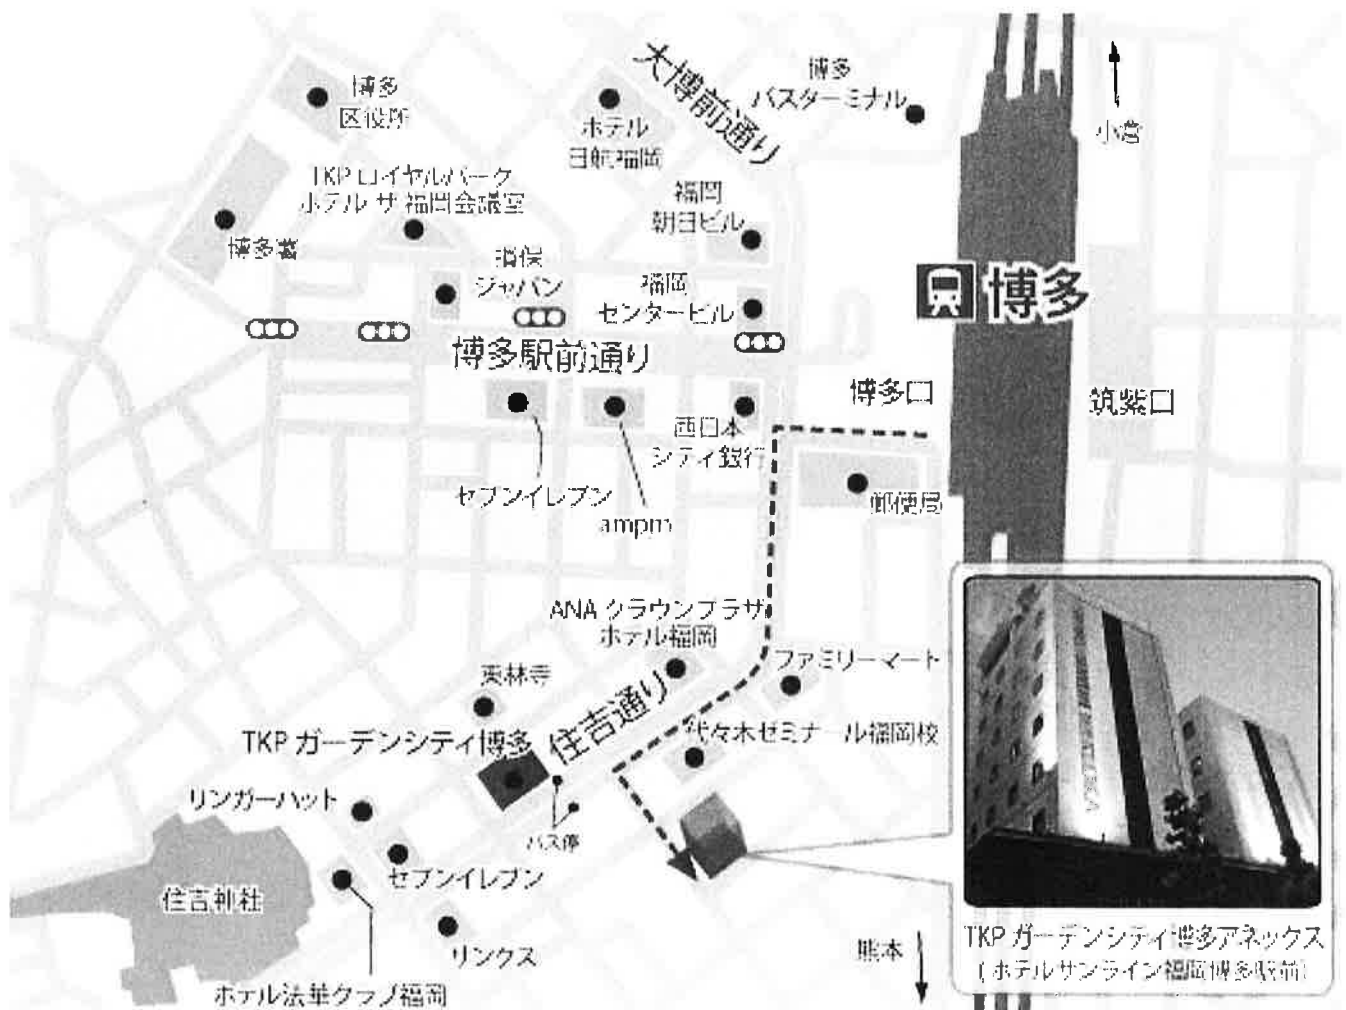 大博前通り
博多
バスターミナル
小倉
博多
区役所
ホテル
日航福岡
TKP ロイヤルパーク
ホテル ザ 福岡会議室
福岡
朝日ビル
博多署
損保
ジャパン
福岡
センタービル
博多
博多駅前通り
博多口
筑紫口
西日本
シティ銀行
セブンイレブン
ampm
郵便局
ANA クラウンプラザ
ホテル福岡
ファミリーマート
東林寺
住吉通り
代々木ゼミナール福岡校
TKP ガーデンシティ博多
リンガーハット
バス停
セブンイレブン
住吉神社
リンクス
ホテル法華クラブ福岡
熊本
TKP ガーデンシティ博多アネックス
(ホテルサンライン福岡博多駅前)